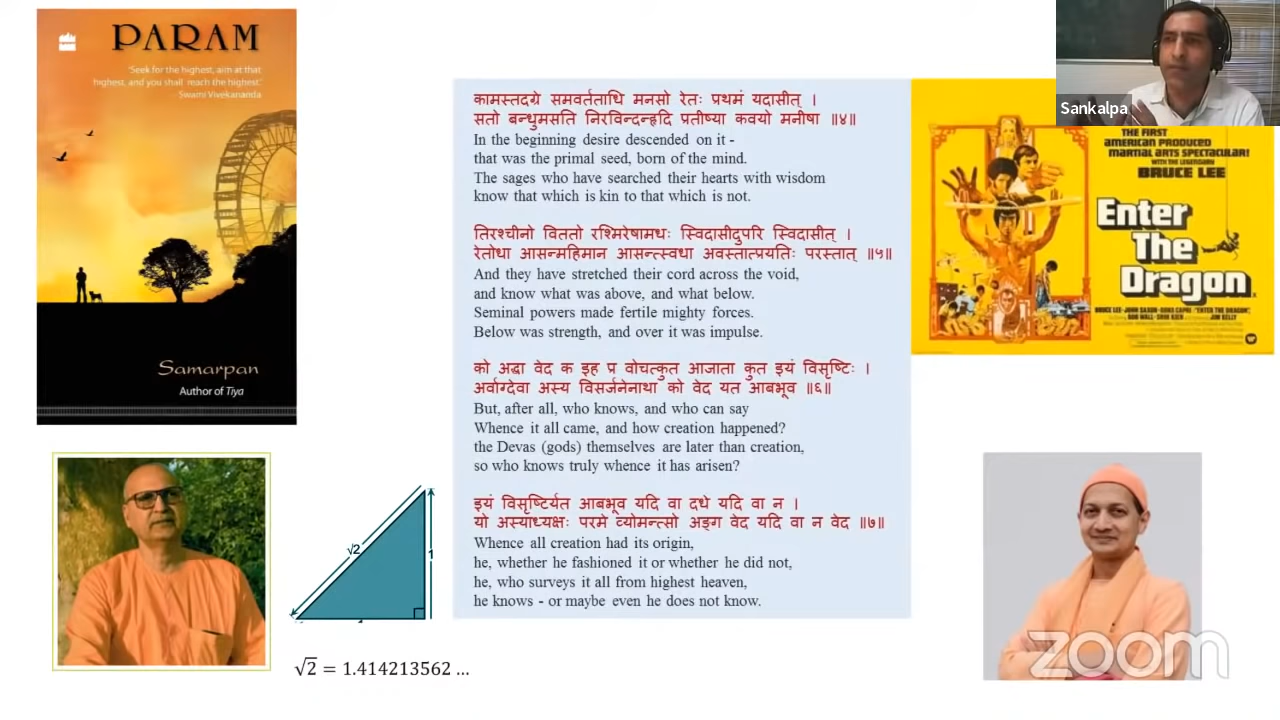 PARAM
'Seek for the highest, aim at that
highest, and you shall reach the highest.'
- Swami Vivekananda
Samarpan
Author of Tiya
कामस्तदग्रे समवर्तताधि मनसो रेतः प्रथमं यदासीत् ।
सतो बन्धुमसति निरविन्दन्हृदि प्रतीष्या कवयो मनीषा ॥४॥
In the beginning desire descended on it -
that was the primal seed, born of the mind.
The sages who have searched their hearts with wisdom
know that which is kin to that which is not.
तिरश्चीनो विततो रश्मिरेषामधः स्विदासीदुपरि स्विदासीत् ।
रेतोधा आसन्महिमान आसन्त्स्वधा अवस्तात्प्रयतिः परस्तात् ॥५॥
And they have stretched their cord across the void,
and know what was above, and what below.
Seminal powers made fertile mighty forces.
Below was strength, and over it was impulse.
को अद्धा वेद क इह प्र वोचत्कुत आजाता कुत इयं विसृष्टिः ।
अर्वाग्देवा अस्य विसर्जनेनाथा को वेद यत आबभूव ॥६॥
But, after all, who knows, and who can say
Whence it all came, and how creation happened?
the Devas (gods) themselves are later than creation,
so who knows truly whence it has arisen?
इयं विसृष्टिर्यत आबभूव यदि वा दधे यदि वा न ।
यो अस्याध्यक्षः परमे व्योमन्त्सो अङ्ग वेद यदि वा न वेद ॥७॥
Whence all creation had its origin,
he, whether he fashioned it or whether he did not,
he, who surveys it all from highest heaven,
he knows - or maybe even he does not know.
√2
1
√2 = 1.414213562 ...
Sankalpa
THE FIRST
AMERICAN PRODUCED
MARTIAL ARTS SPECTACULAR!
WITH THE LEGENDARY
BRUCE LEE
Enter
The
Dragon
zoom